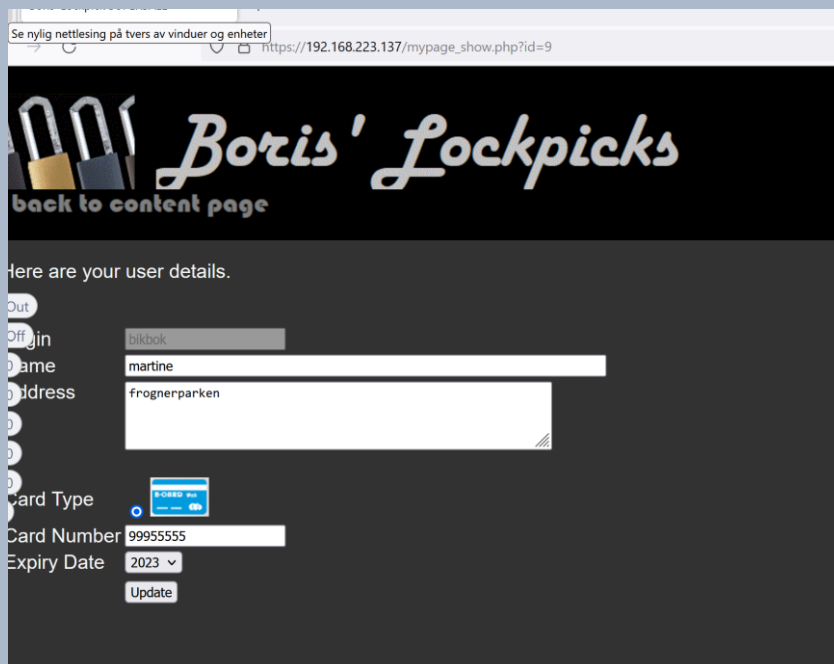 Se nylig nettlesing på tvers av vinduer og enheter
https://192.168.223.137/mypage_show.php?id=9
Boris' Lockpicks
back to content page
Here are your user details.
Out
Off
bikbok
martine
Address
frognerparken
Card Type
Card Number 99955555
Expiry Date 2023
Update